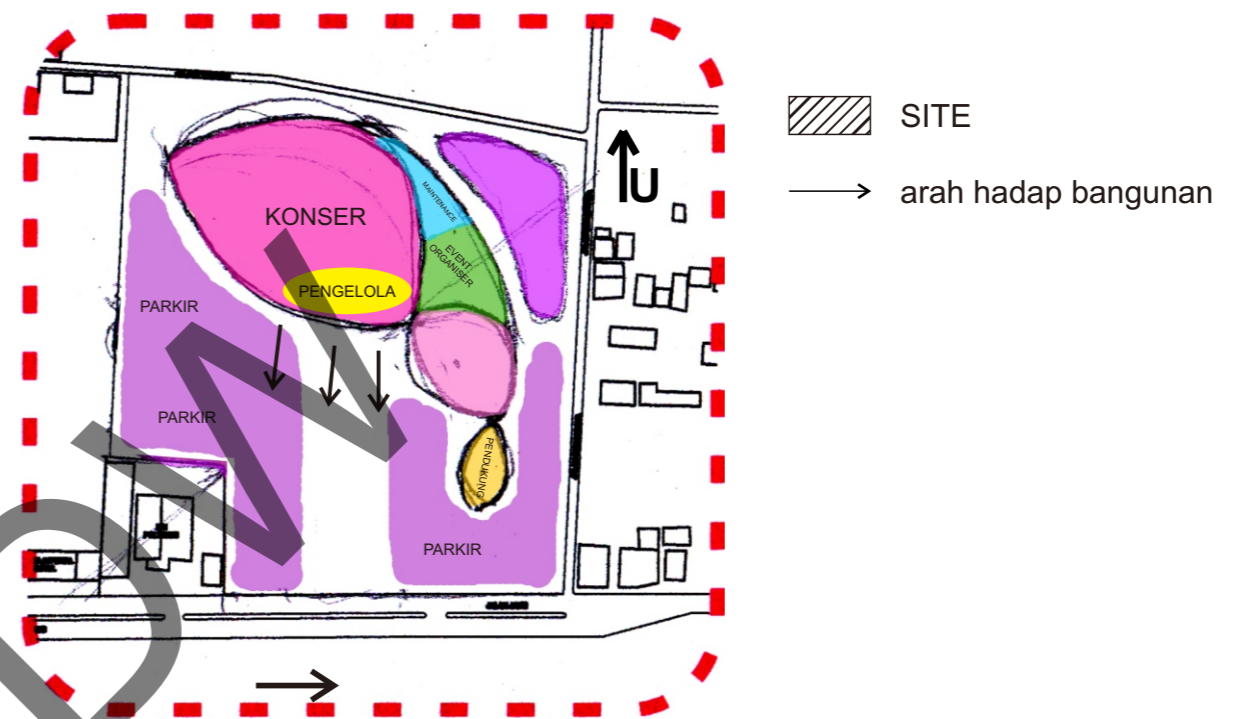 SITE
U
arah hadap bangunan
MAINTENANCE
KONSER
EVENT
ORGANISER
PENGELOLA
PARKIR
PARKIR
PENDUKUNG
PARKIR